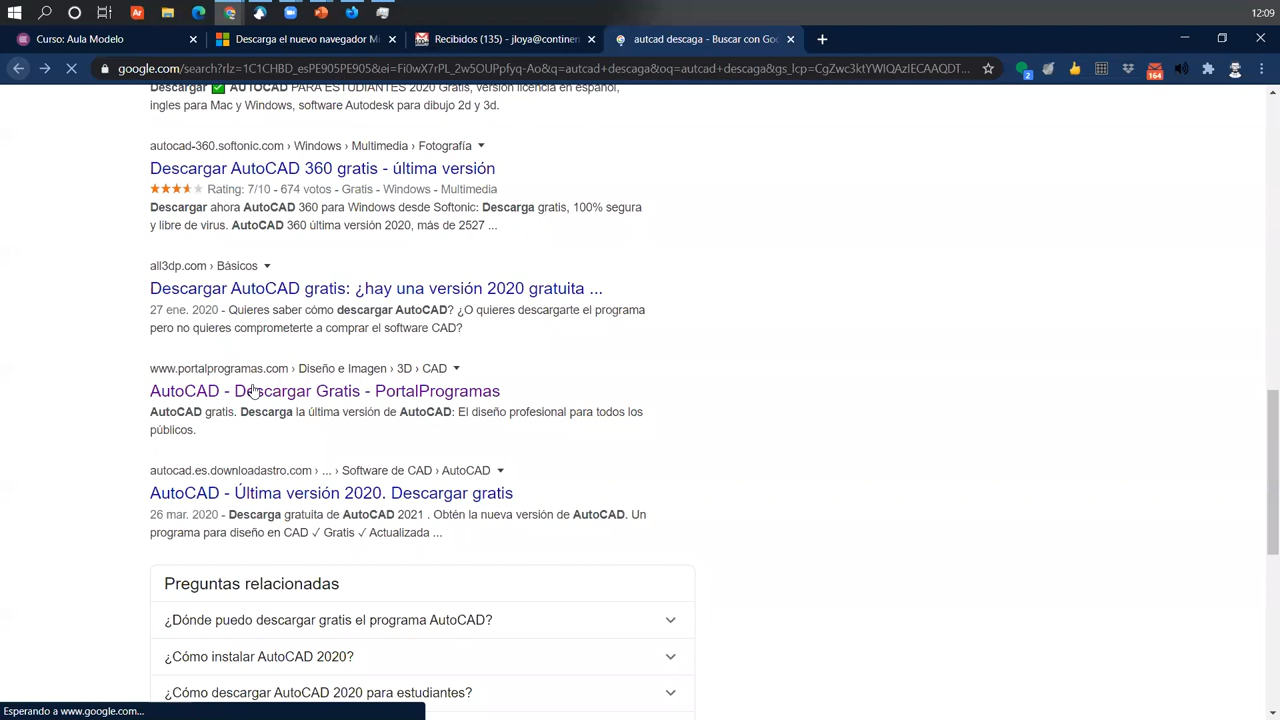 12:09
Curso: Aula Modelo
Descarga el nuevo navegador Mi
Recibidos (135) - jloya@continen
autcad descaga - Buscar con Goo
google.com/search?rlz=1C1CHBD_esPE905PE905&ei=Fi0wX7rPL_2w5OUPpfyq-Ao&q=autcad+descaga&oq=autcad+descaga&gs_lcp=CgZwc3ktYWIQAzIECAAQDT...
2
164
Descargar ✅ AUTOCAD PARA ESTUDIANTES 2020 Gratis, versión licencia en español,
ingles para Mac y Windows, software Autodesk para dibujo 2d y 3d.
autocad-360.softonic.com › Windows › Multimedia › Fotografía
Descargar AutoCAD 360 gratis - última versión
Rating: 7/10 - 674 votos - Gratis - Windows - Multimedia
Descargar ahora AutoCAD 360 para Windows desde Softonic: Descarga gratis, 100% segura
y libre de virus. AutoCAD 360 última versión 2020, más de 2527 ...
all3dp.com › Básicos
Descargar AutoCAD gratis: ¿hay una versión 2020 gratuita ...
27 ene. 2020 - Quieres saber cómo descargar AutoCAD? ¿O quieres descargarte el programa
pero no quieres comprometerte a comprar el software CAD?
www.portalprogramas.com › Diseño e Imagen › 3D › CAD
AutoCAD - Descargar Gratis - PortalProgramas
AutoCAD gratis. Descarga la última versión de AutoCAD: El diseño profesional para todos los
públicos.
autocad.es.downloadastro.com › ... › Software de CAD › AutoCAD
AutoCAD - Última versión 2020. Descargar gratis
26 mar. 2020 - Descarga gratuita de AutoCAD 2021 . Obtén la nueva versión de AutoCAD. Un
programa para diseño en CAD ✓ Gratis ✓ Actualizada ...
Preguntas relacionadas
¿Dónde puedo descargar gratis el programa AutoCAD?
¿Cómo instalar AutoCAD 2020?
¿Cómo descargar AutoCAD 2020 para estudiantes?
Esperando a www.google.com...